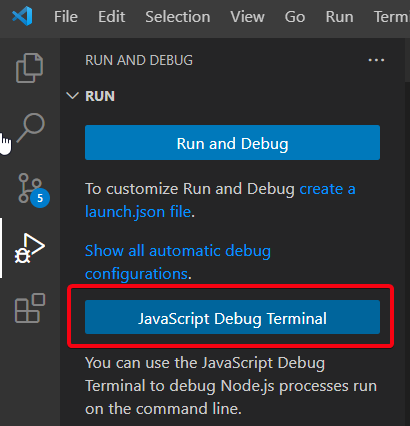 File Edit Selection View Go Run Term
RUN AND DEBUG
RUN
Run and Debug
To customize Run and Debug create a
launch.json file.
5
Show all automatic debug
configurations.
JavaScript Debug Terminal
You can use the JavaScript Debug
Terminal to debug Node.js processes run
on the command line.